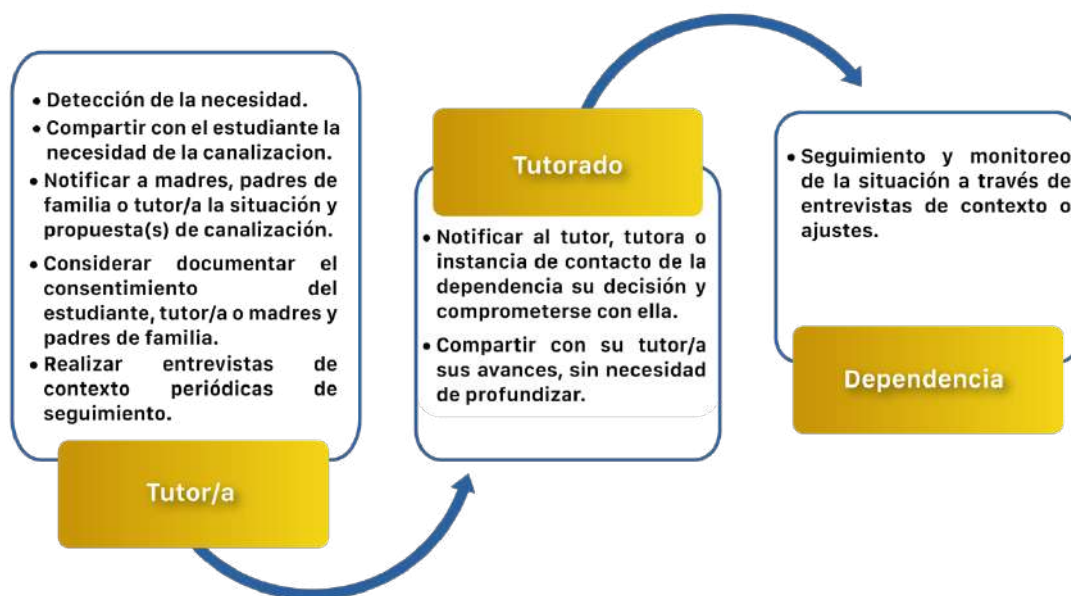 • Detección de la necesidad.
• Compartir con el estudiante la
necesidad de la canalizacion.
• Notificar a madres, padres de
familia o tutor/a la situación y
propuesta(s) de canalización.
• Considerar documentar el
consentimiento del
estudiante, tutor/a o madres y
padres de familia.
• Realizar entrevistas de
contexto periódicas de
seguimiento.
Tutor/a
Tutorado
• Notificar al tutor, tutora o
instancia de contacto de la
dependencia su decisión y
comprometerse con ella.
• Compartir con su tutor/a
sus avances, sin necesidad
de profundizar.
• Seguimiento y monitoreo
de la situación a través de
entrevistas de contexto o
ajustes.
Dependencia